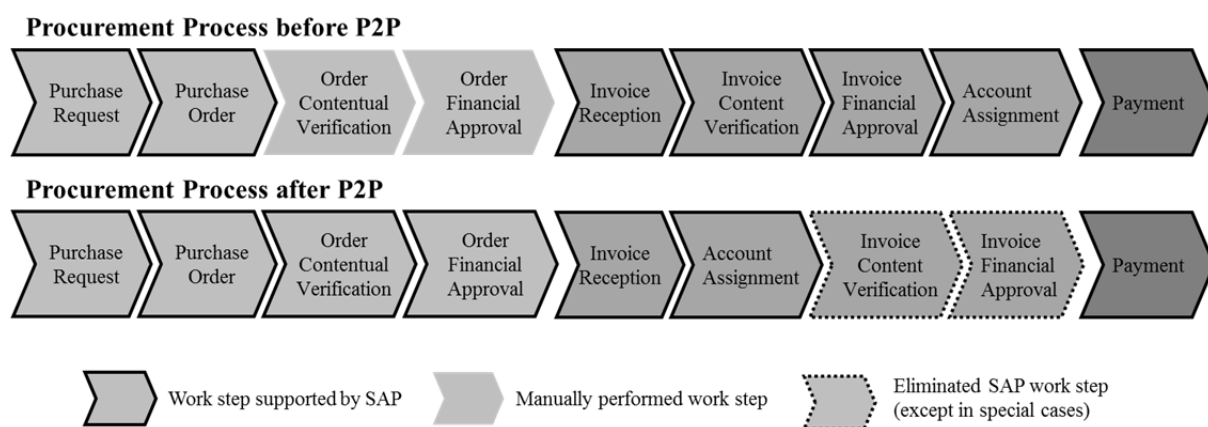 Procurement Process before P2P
Purchase
Request
Purchase
Order
Order
Contentual
Verification
Order
Financial
Approval
Invoice
Reception
Invoice
Content
Verification
Invoice
Financial
Approval
Account
Assignment
Payment
Procurement Process after P2P
Purchase
Request
Purchase
Order
Order
Contentual
Verification
Order
Financial
Approval
Invoice
Reception
Account
Assignment
Invoice
Content
Verification
Invoice
Financial
Approval
Payment
Work step supported by SAP
Manually performed work step
Eliminated SAP work step
(except in special cases)